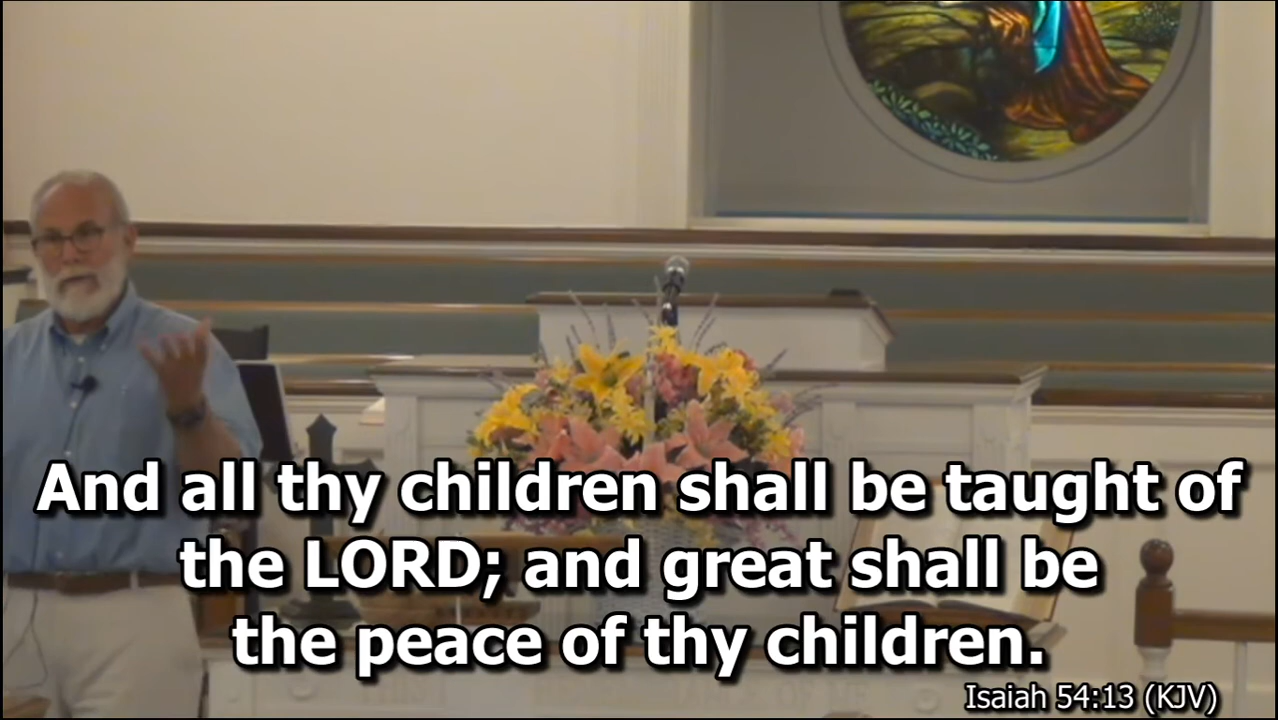 And all thy children shall be taught of
the LORD; and great shall be
the peace of thy children.
Isaiah 54:13 (KJV)